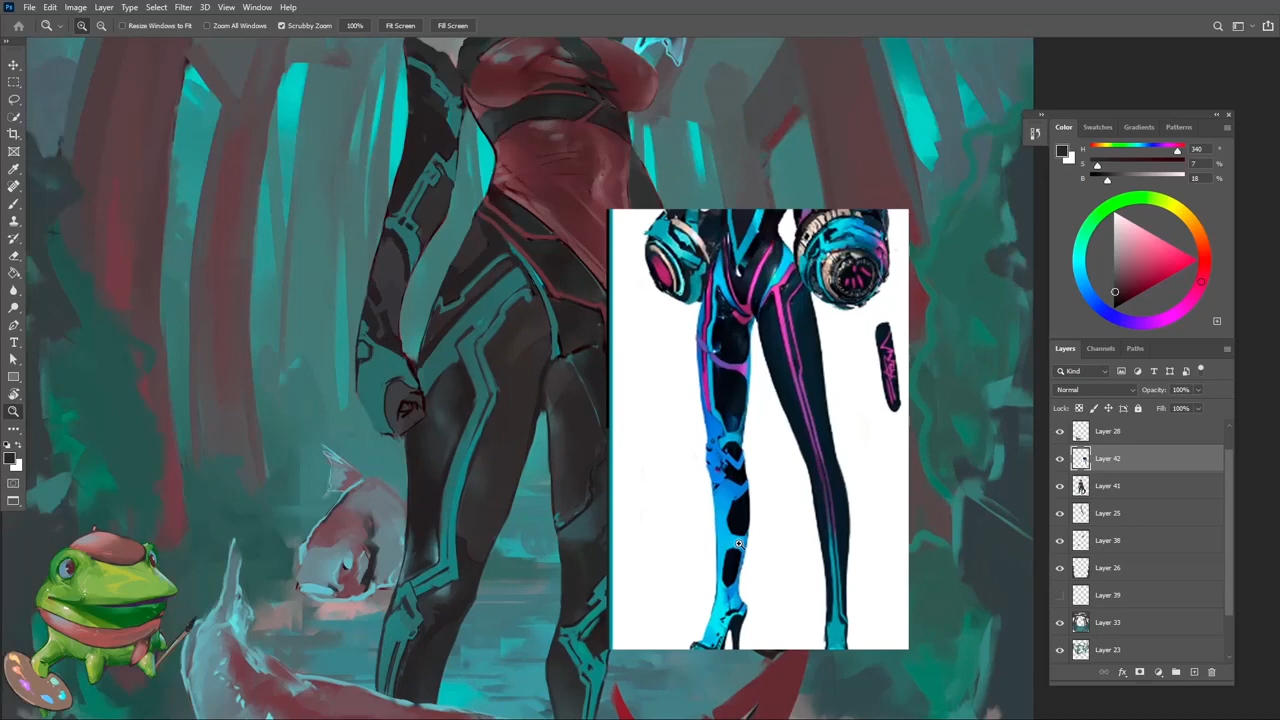 Ps File Edit Image Layer Type Select Filter 3D View Window Help
Resize Windows to Fit Zoom All Windows Scrubby Zoom 100% Fit Screen Fill Screen
Color Swatches Gradients Patterns
H 340 °
S 7 %
B 18 %
Layers Channels Paths
Kind
Normal Opacity: 100%
Lock: Fill: 100%
Layer 28
Layer 42
Layer 41
Layer 25
Layer 38
Layer 26
Layer 39
Layer 33
Layer 23
fx